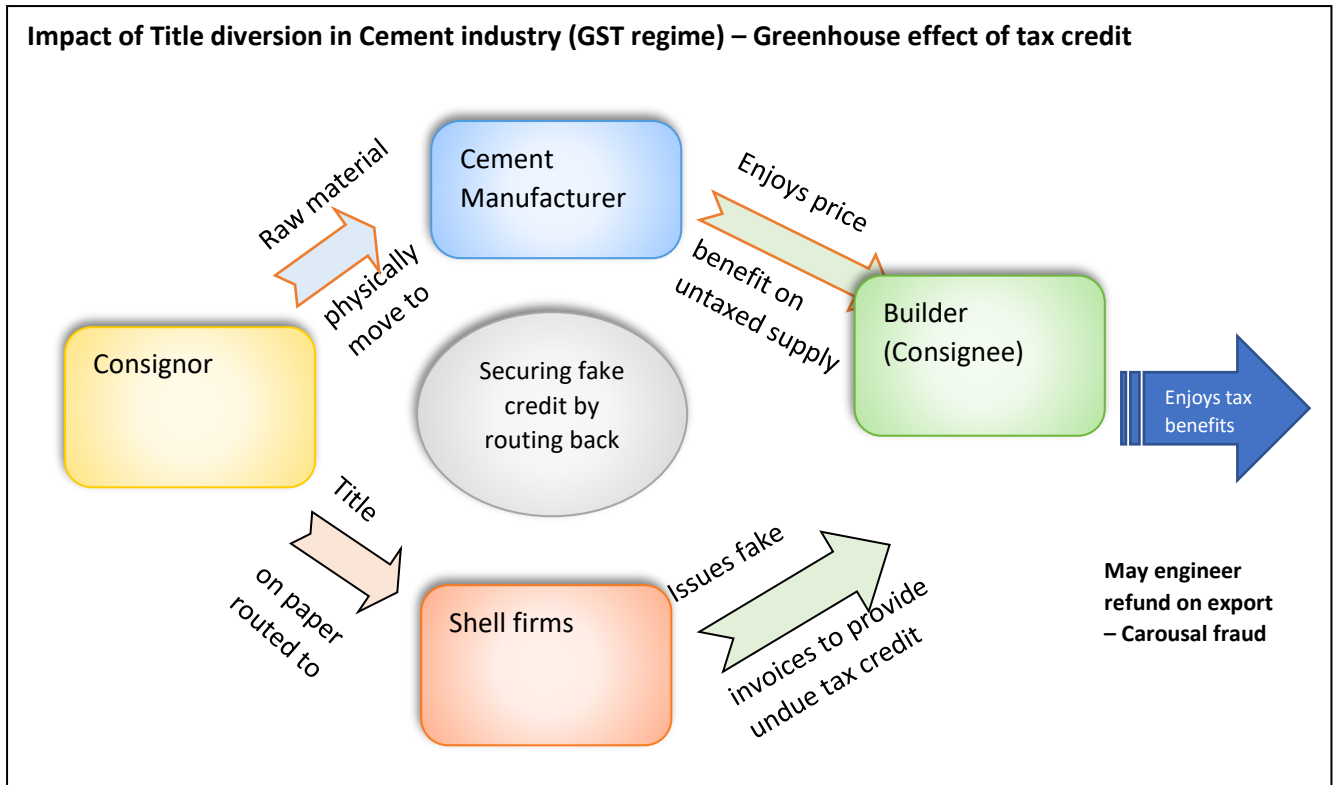 Impact of Title diversion in Cement industry (GST regime) – Greenhouse effect of tax credit
Cement
Manufacturer
Raw material
physically
move to
Enjoys price
benefit on
untaxed supply
Builder
(Consignee)
Consignor
Securing fake
credit by
routing back
Enjoys tax
benefits
Title
on paper
routed to
Shell firms
Issues fake
invoices to provide
undue tax credit
May engineer
refund on export
– Carousal fraud